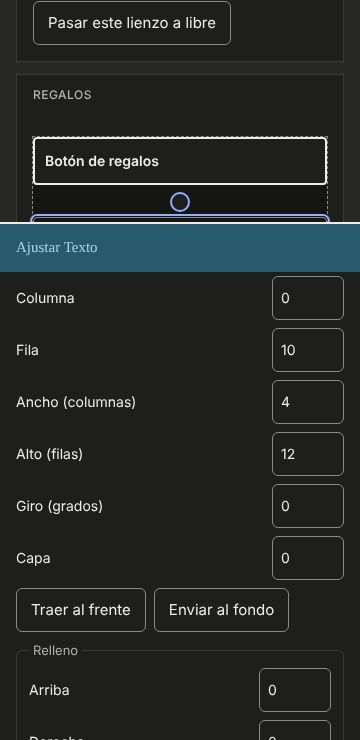 Pasar este lienzo a libre
REGALOS
Botón de regalos
Ajustar Texto
Columna 0
Fila 10
Ancho (columnas) 4
Alto (filas) 12
Giro (grados) 0
Capa 0
Traer al frente Enviar al fondo
Relleno
Arriba 0